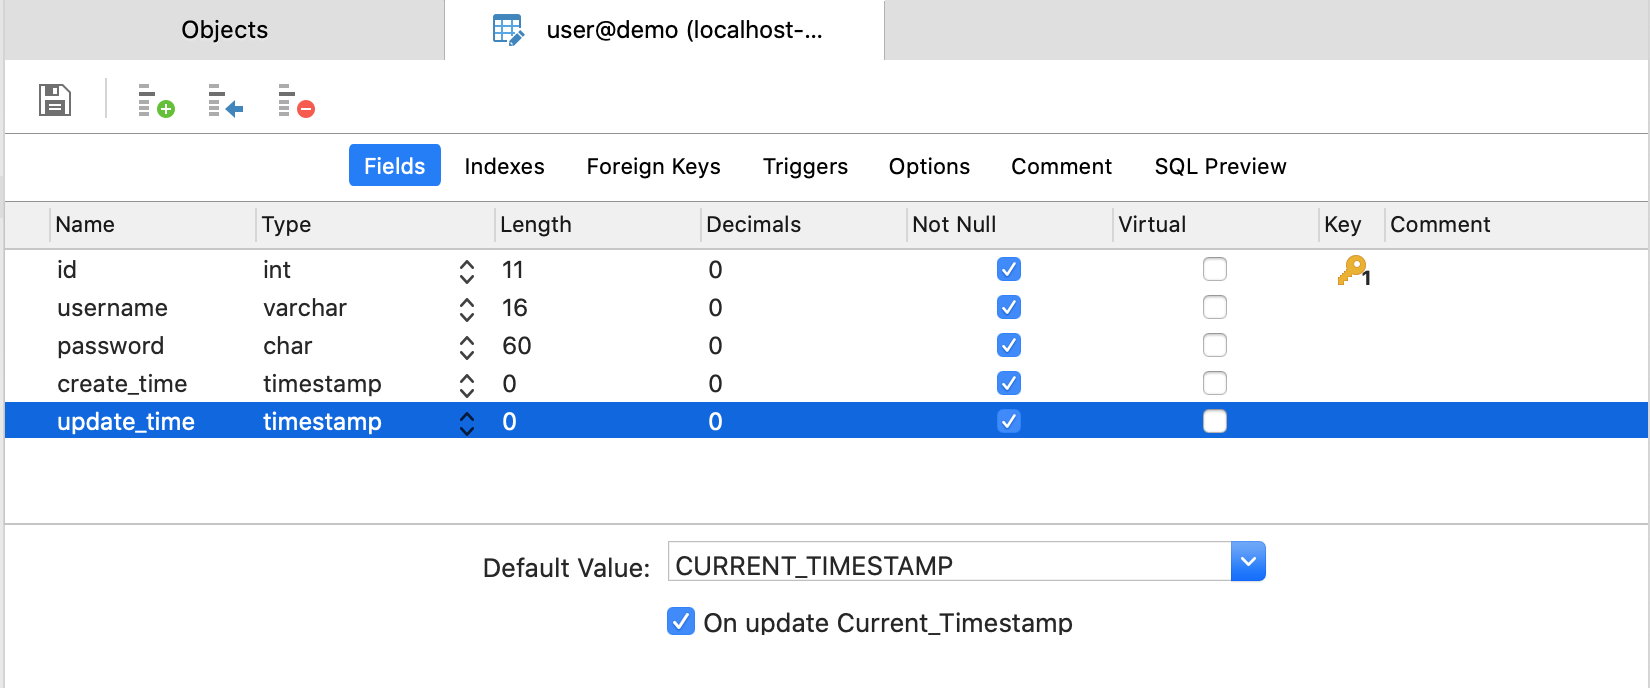 Objects user@demo (localhost-...
Fields Indexes Foreign Keys Triggers Options Comment SQL Preview
Name Type Length Decimals Not Null Virtual Key Comment
id int 11 0 1
username varchar 16 0
password char 60 0
create_time timestamp 0 0
update_time timestamp 0 0
Default Value: CURRENT_TIMESTAMP
On update Current_Timestamp